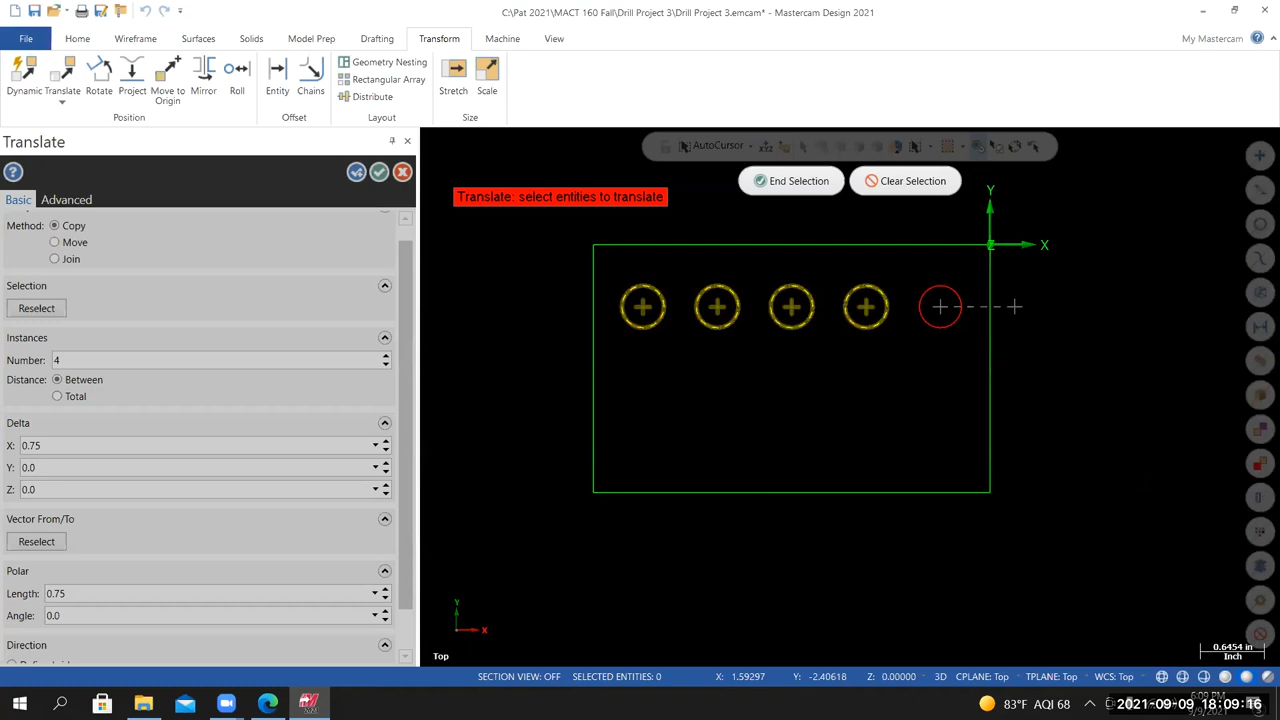 C:\Pat 2021\MACT 160 Fall\Drill Project 3\Drill Project 3.emcam* - Mastercam Design 2021
File Home Wireframe Surfaces Solids Model Prep Drafting Transform Machine View My Mastercam
Dynamic Translate Rotate Project Move to Origin Mirror Roll Entity Chains Geometry Nesting Rectangular Array Distribute Stretch Scale
Position Offset Layout Size
Translate
Basic Advanced
Method: Copy
Move
Join
Selection
Reselect
Instances
Number: 4
Distance: Between
Total
Delta
X: 0.75
Y: 0.0
Z: 0.0
Vector From/To
Reselect
Polar
Length: 0.75
Angle: 0.0
Direction
AutoCursor
End Selection Clear Selection
Translate: select entities to translate
Y
X
Y
X
Top
0.6454 in
Inch
SECTION VIEW: OFF SELECTED ENTITIES: 0 X: 1.59297 Y: -2.40618 Z: 0.00000 3D CPLANE: Top TPLANE: Top WCS: Top
83°F AQI 68
2021-09-09 18:09:16